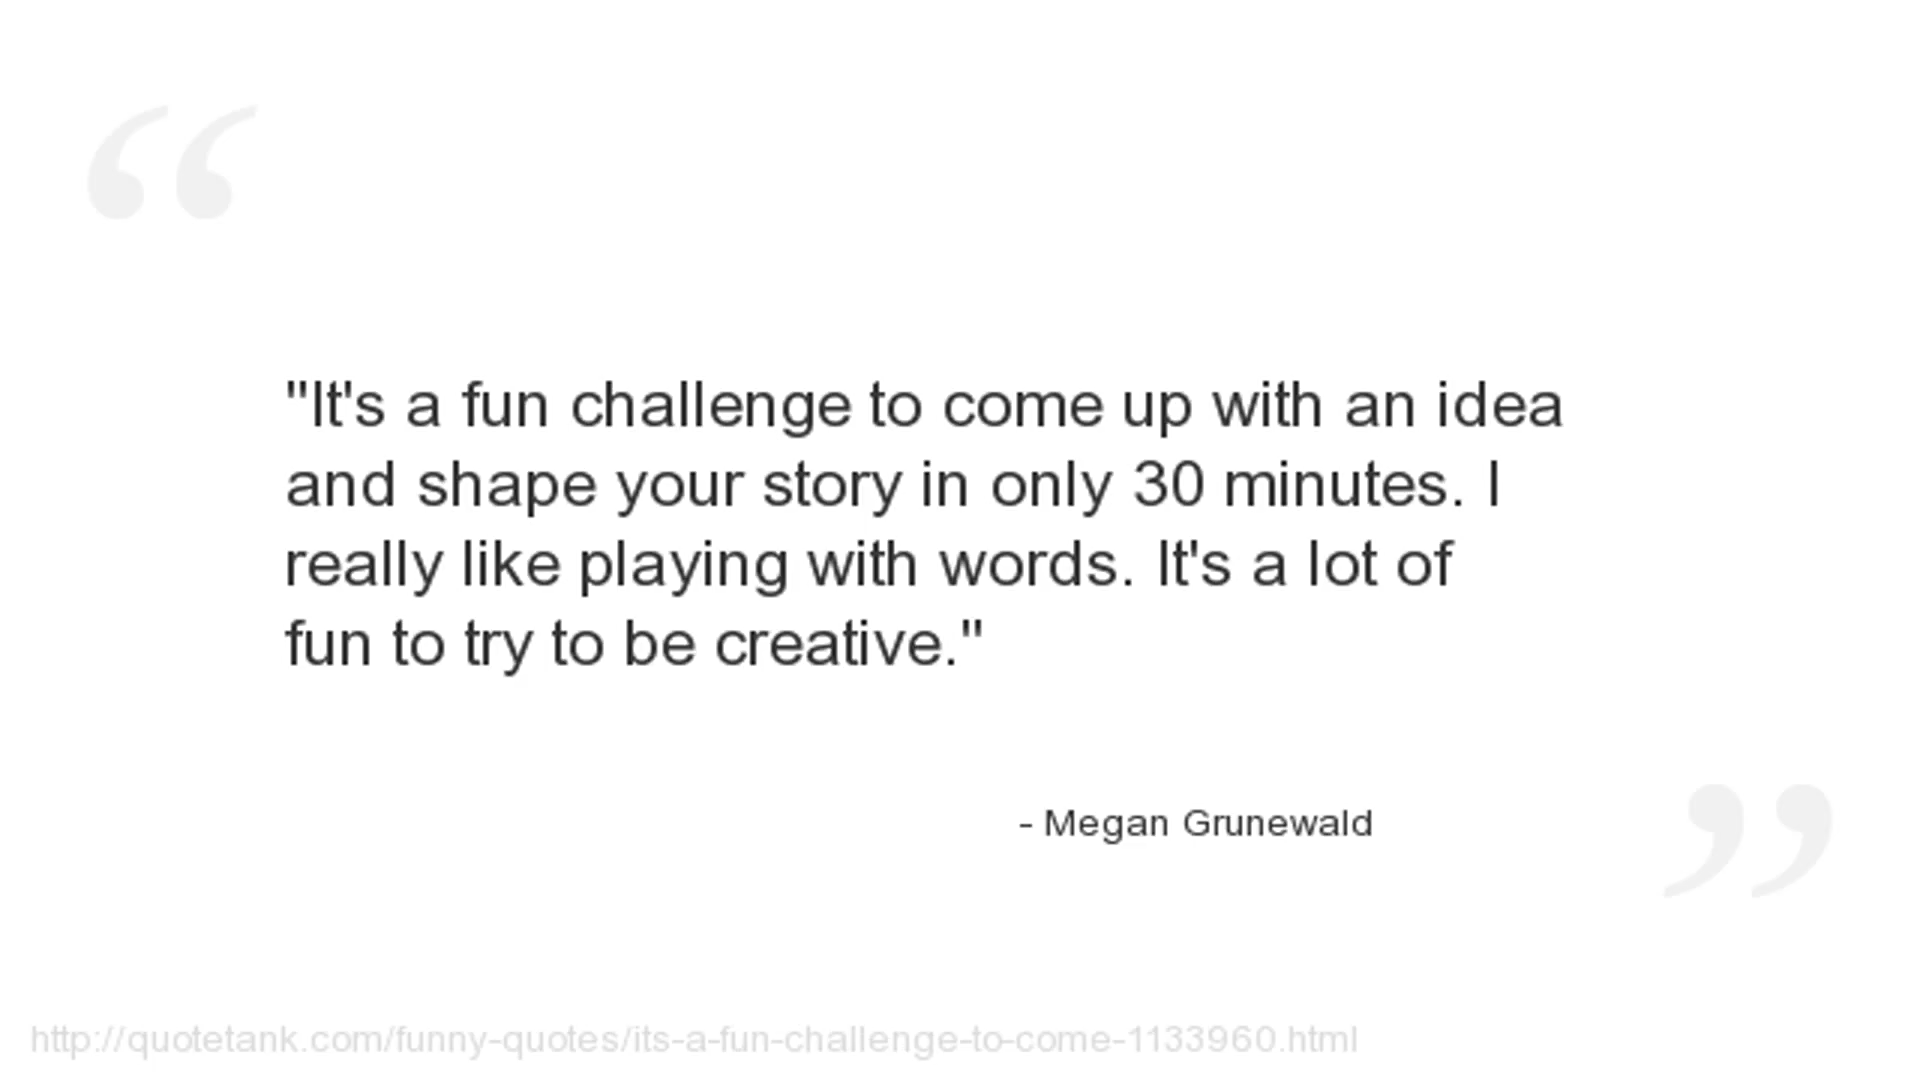 "It's a fun challenge to come up with an idea
and shape your story in only 30 minutes. I
really like playing with words. It's a lot of
fun to try to be creative."
- Megan Grunewald
http://quotetank.com/funny-quotes/its-a-fun-challenge-to-come-1133960.html